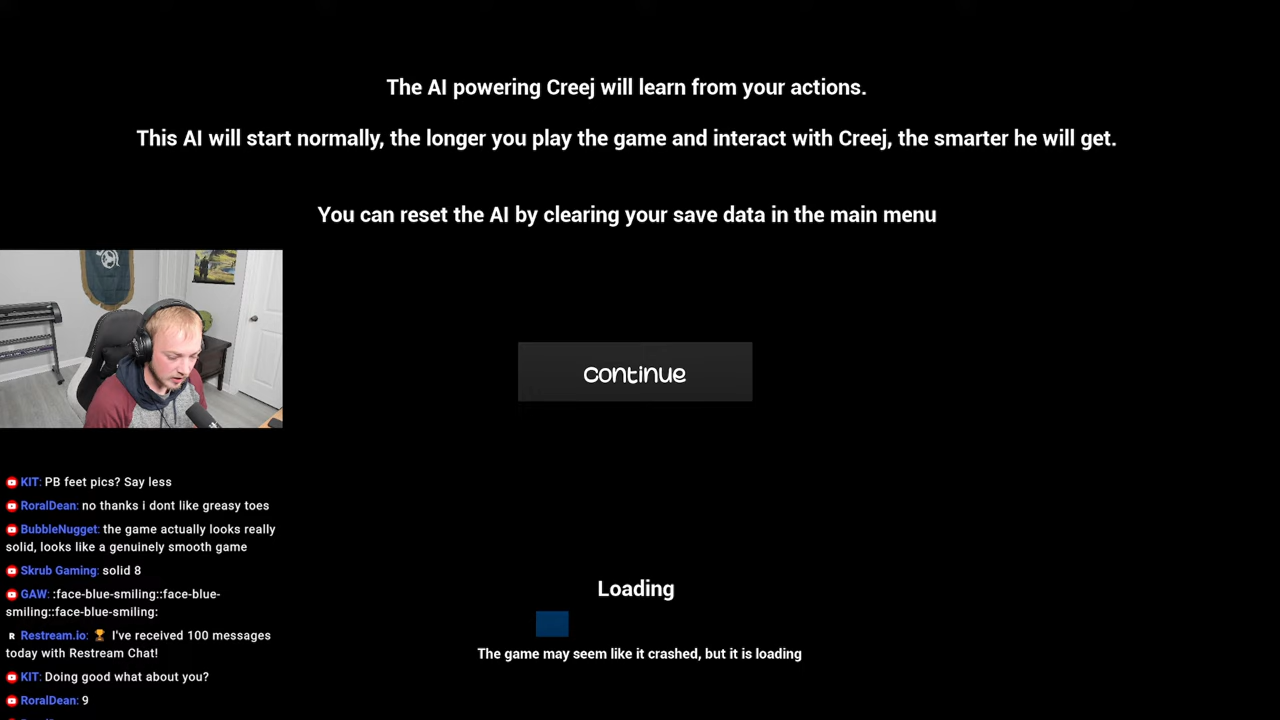 The AI powering Creej will learn from your actions.
This AI will start normally, the longer you play the game and interact with Creej, the smarter he will get.
You can reset the AI by clearing your save data in the main menu
Continue
Loading
The game may seem like it crashed, but it is loading
KIT: PB feet pics? Say less
RoralDean: no thanks i dont like greasy toes
BubbleNugget: the game actually looks really
solid, looks like a genuinely smooth game
Skrub Gaming: solid 8
GAW: :face-blue-smiling::face-blue-
smiling::face-blue-smiling:
R Restream.io: 🏆 I've received 100 messages
today with Restream Chat!
KIT: Doing good what about you?
RoralDean: 9